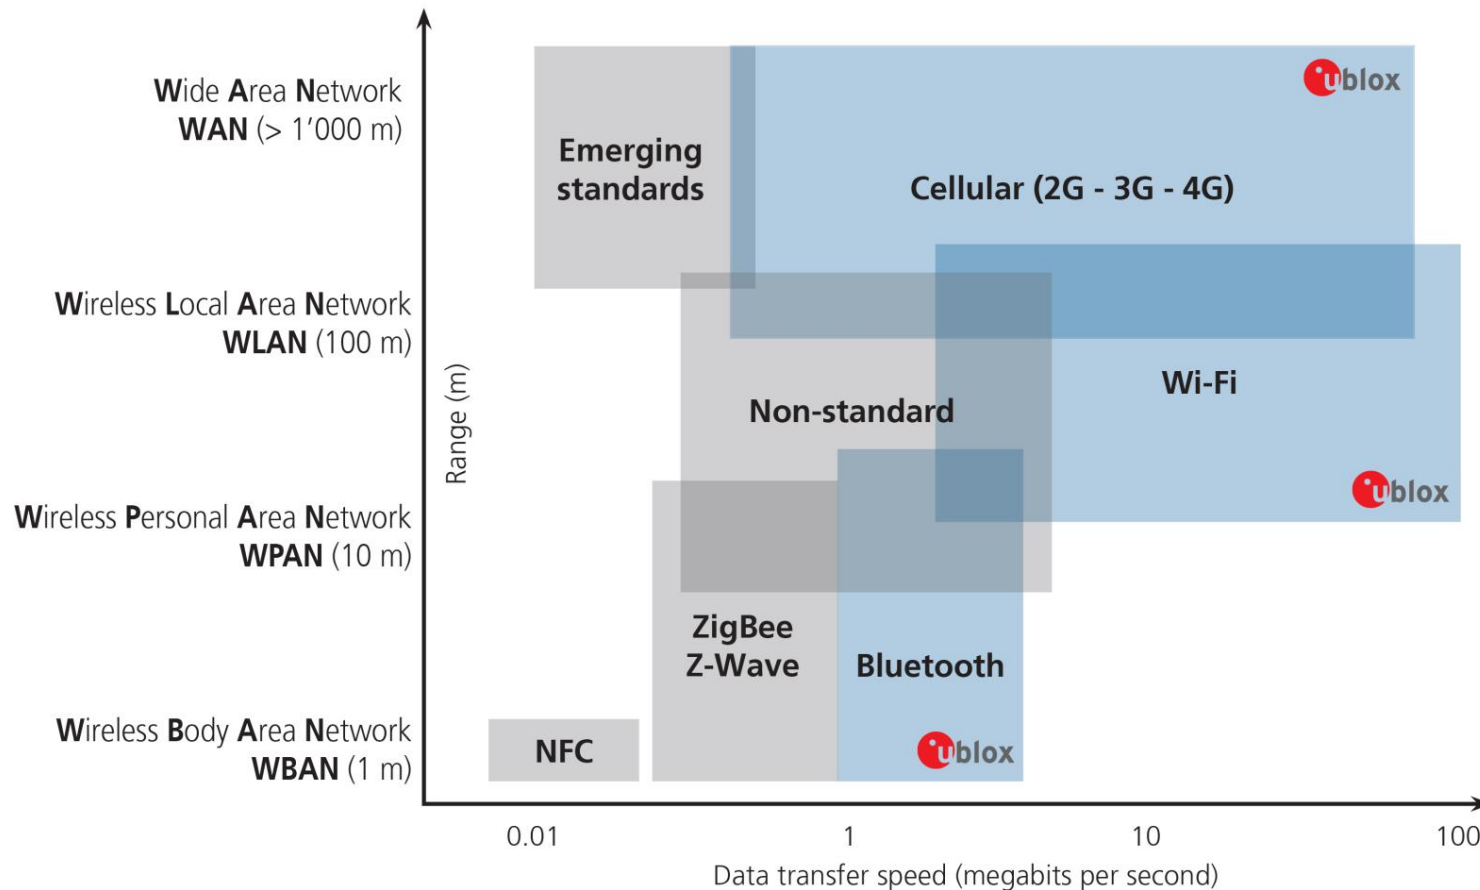 Wide Area Network
WAN (> 1’000 m)
Wireless Local Area Network
WLAN (100 m)
Wireless Personal Area Network
WPAN (10 m)
Wireless Body Area Network
WBAN (1 m)
Range (m)
Emerging
standards
ublox
Cellular (2G - 3G - 4G)
Wi-Fi
ublox
Non-standard
ZigBee
Z-Wave
Bluetooth
ublox
NFC
0.01
1
10
100
Data transfer speed (megabits per second)